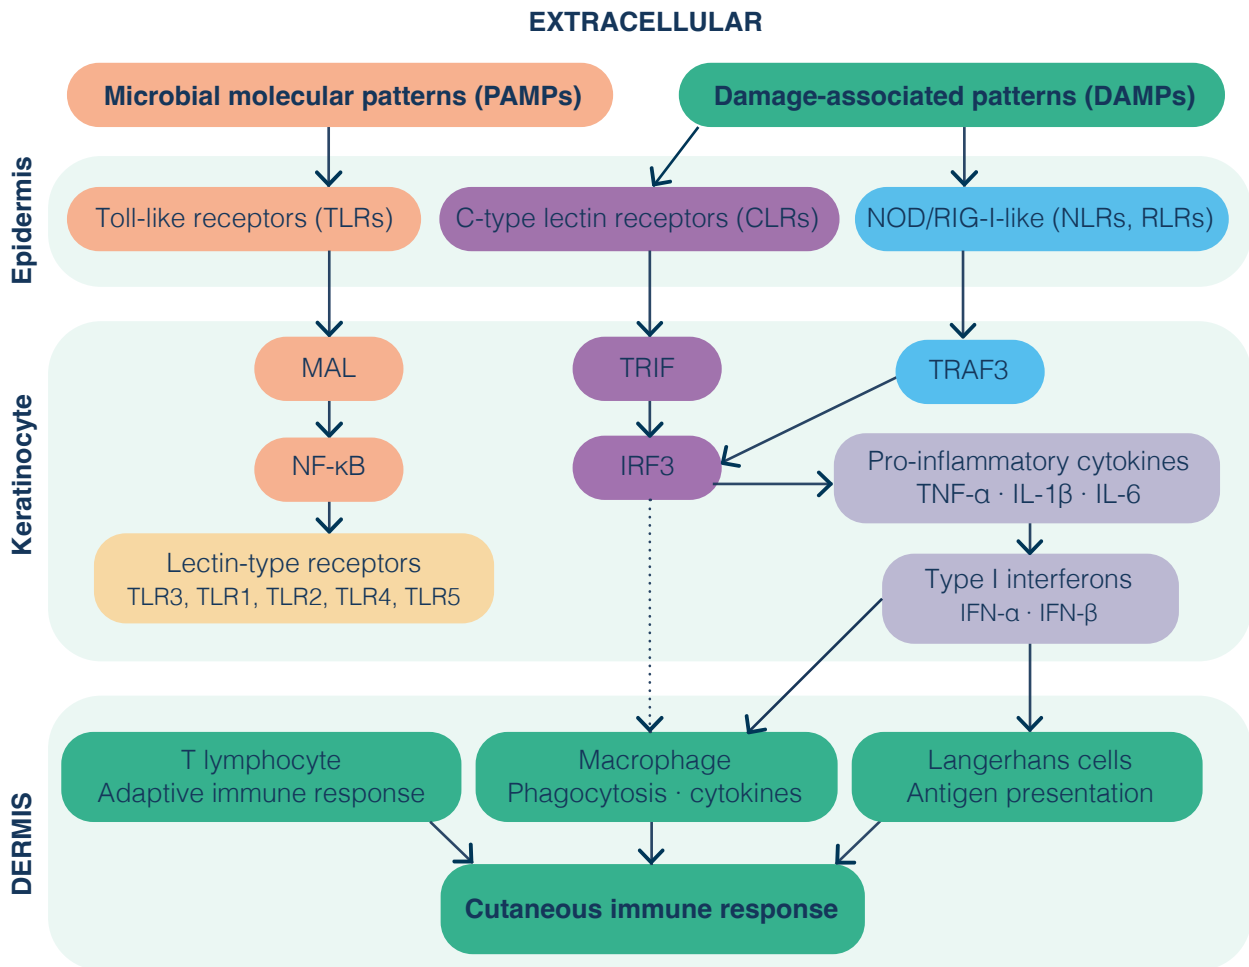 EXTRACELLULAR
Microbial molecular patterns (PAMPs)
Damage-associated patterns (DAMPs)
Epidermis
Toll-like receptors (TLRs)
C-type lectin receptors (CLRs)
NOD/RIG-I-like (NLRs, RLRs)
Keratinocyte
MAL
TRIF
TRAF3
NF-κB
IRF3
Pro-inflammatory cytokines
TNF-α · IL-1β · IL-6
Lectin-type receptors
TLR3, TLR1, TLR2, TLR4, TLR5
Type I interferons
IFN-α · IFN-β
DERMIS
T lymphocyte
Adaptive immune response
Macrophage
Phagocytosis · cytokines
Langerhans cells
Antigen presentation
Cutaneous immune response